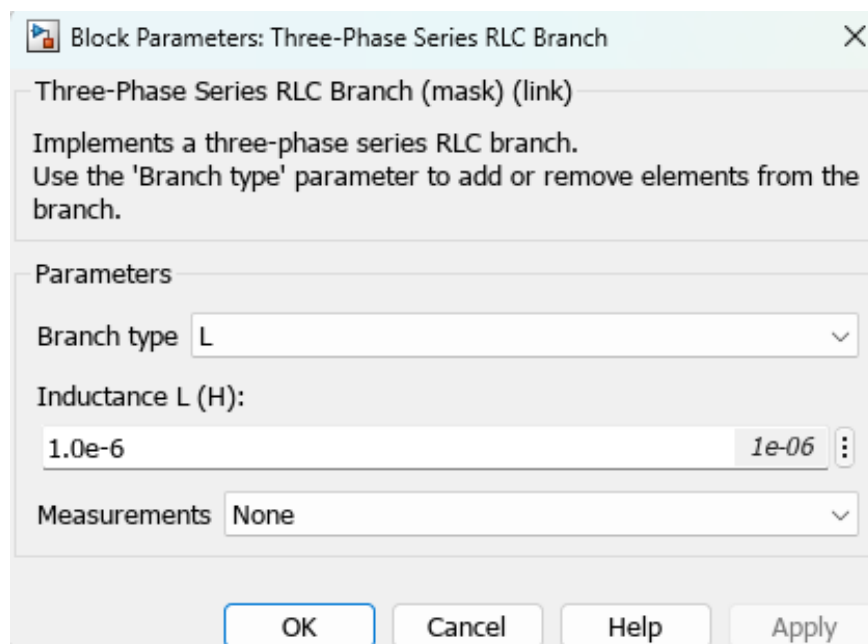 Block Parameters: Three-Phase Series RLC Branch
Three-Phase Series RLC Branch (mask) (link)
Implements a three-phase series RLC branch.
Use the 'Branch type' parameter to add or remove elements from the
branch.
Parameters
Branch type L
Inductance L (H):
1.0e-6 1e-06
Measurements None
OK Cancel Help Apply